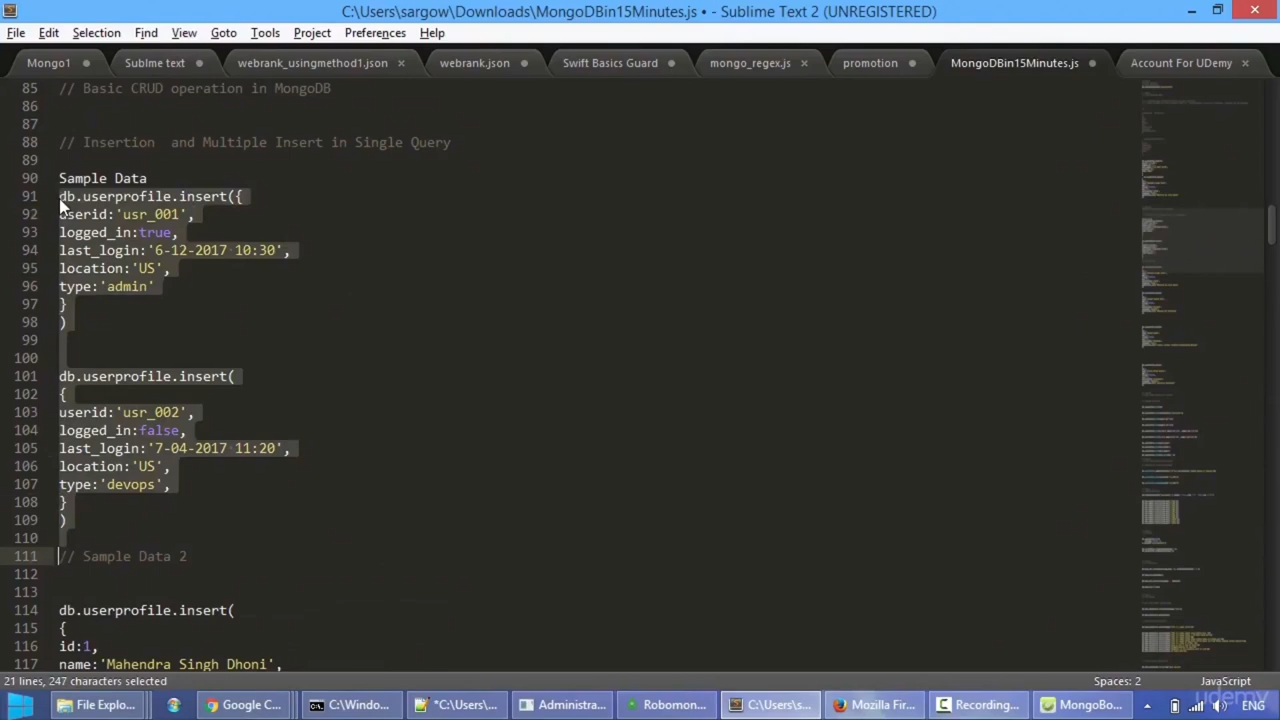 C:\Users\sargow\Downloads\MongoDBin15Minutes.js • - Sublime Text 2 (UNREGISTERED)
File Edit Selection Find View Goto Tools Project Preferences Help
Mongo1 Sublme text webrank_usingmethod1.json × webrank.json Swift Basics Guard mongo_regex.js × promotion MongoDBin15Minutes.js Account For UDemy ×
85 // Basic CRUD operation in MongoDB
86
87
88 // Insertion  and Multiple Insert in Single Query
89
90 Sample Data
91 db.userprofile.insert({
92 userid:'usr_001',
93 logged_in:true,
94 last_login:'6-12-2017 10:30',
95 location:'US',
96 type:'admin'
97 }
98 )
99
100
101 db.userprofile.insert(
102 {
103 userid:'usr_002',
104 logged_in:false,
105 last_login:'7-24-2017 11:20',
106 location:'US',
107 type:'devops',
108 }
109 )
110
111 // Sample Data 2
112
113
114 db.userprofile.insert(
115 {
116 id:1,
117 name:'Mahendra Singh Dhoni',
21 lines, 247 characters selected Spaces: 2 JavaScript
File Explo... Google C... C:\Windo... *C:\Users\... Administra... Robomon... C:\Users\s... Mozilla Fir... Recording... MongoBo... ENG
udemy